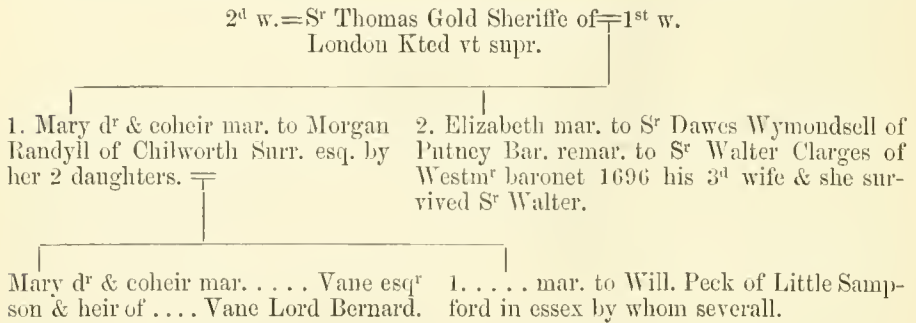 2ᵈ w.=Sʳ Thomas Gold Sheriffe of=1ˢᵗ w.
London Kted vt supr.
1. Mary dʳ & coheir mar. to Morgan
Randyll of Chilworth Surr. esq. by
her 2 daughters. =
2. Elizabeth mar. to Sʳ Dawes Wymondsell of
Putney Bar. remar. to Sʳ Walter Clarges of
Westmʳ baronet 1696 his 3ᵈ wife & she sur-
vived Sʳ Walter.
Mary dʳ & coheir mar. . . . . Vane esqʳ
son & heir of . . . . Vane Lord Bernard.
1. . . . . mar. to Will. Peck of Little Samp-
ford in essex by whom severall.